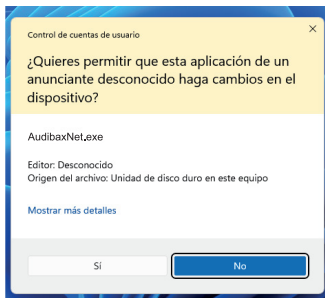 Control de cuentas de usuario
¿Quieres permitir que esta aplicación de un
anunciante desconocido haga cambios en el
dispositivo?
AudibaxNet.exe
Editor: Desconocido
Origen del archivo: Unidad de disco duro en este equipo
Mostrar más detalles
Sí
No